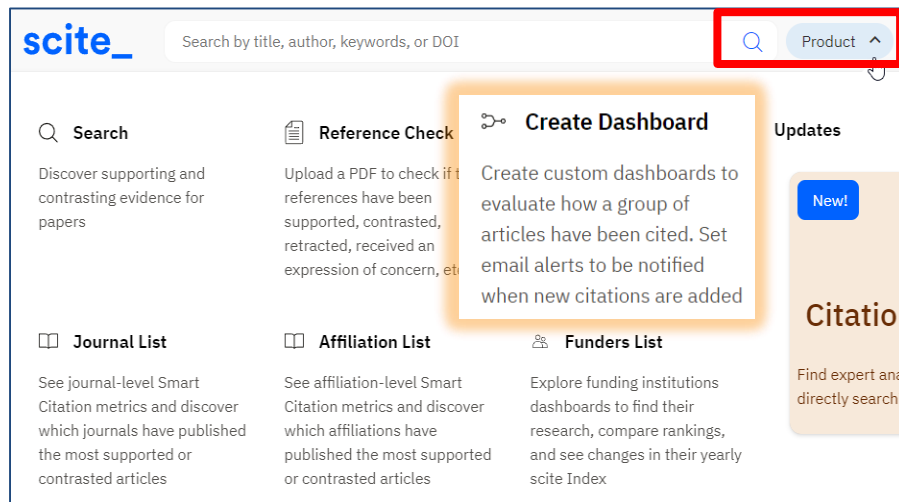 scite_
Search by title, author, keywords, or DOI
Product
Search
Discover supporting and
contrasting evidence for
papers
Reference Check
Upload a PDF to check if
references have been
supported, contrasted,
retracted, received an
expression of concern,
Create Dashboard
Create custom dashboards to
evaluate how a group of
articles have been cited. Set
email alerts to be notified
when new citations are added
Updates
New!
Citatio
Find expert ana
directly search
Journal List
See journal-level Smart
Citation metrics and discover
which journals have published
the most supported or
contrasted articles
Affiliation List
See affiliation-level Smart
Citation metrics and discover
which affiliations have
published the most supported
or contrasted articles
Funders List
Explore funding institutions
dashboards to find their
research, compare rankings,
and see changes in their yearly
scite Index